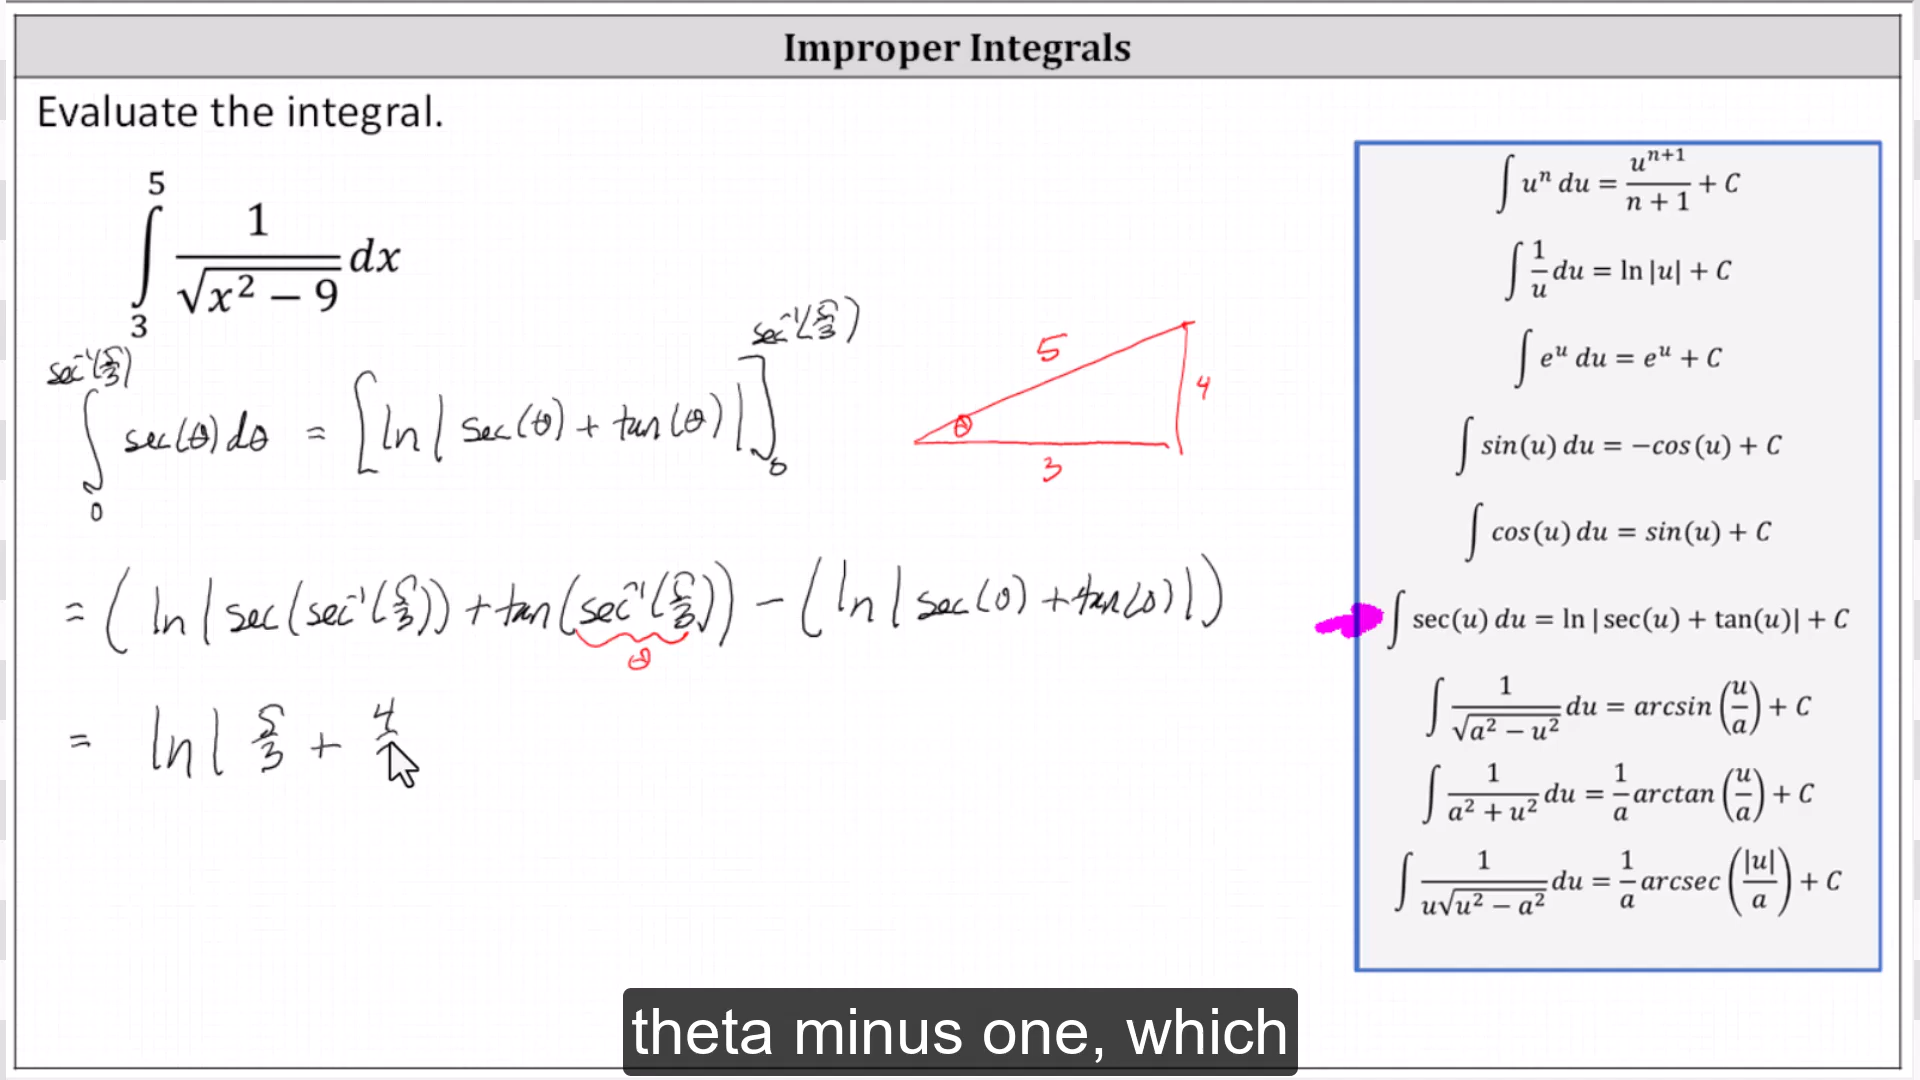 Improper Integrals
Evaluate the integral.
∫₃⁵ 1/√(x² − 9) dx
∫₀^(sec⁻¹(5/3)) sec(θ) dθ = [ln | sec(θ) + tan(θ) |]₀^(sec⁻¹(5/3))
5
4
θ
3
= ( ln | sec(sec⁻¹(5/3)) + tan(sec⁻¹(5/3)) ) − ( ln | sec(0) + tan(0) | )
θ
= ln | 5/3 + 4
∫ uⁿ du = uⁿ⁺¹/(n + 1) + C
∫ 1/u du = ln |u| + C
∫ eᵘ du = eᵘ + C
∫ sin(u) du = −cos(u) + C
∫ cos(u) du = sin(u) + C
∫ sec(u) du = ln | sec(u) + tan(u)| + C
∫ 1/√(a² − u²) du = arcsin (u/a) + C
∫ 1/(a² + u²) du = 1/a arctan (u/a) + C
∫ 1/(u√(u² − a²)) du = 1/a arcsec (|u|/a) + C
theta minus one, which